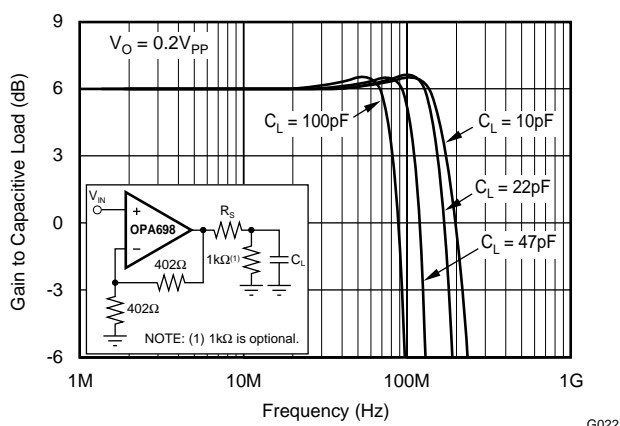 9
6
3
0
-3
-6
Gain to Capacitive Load (dB)
V_O = 0.2V_PP
C_L = 100pF
C_L = 10pF
C_L = 22pF
C_L = 47pF
V_IN
+
OPA698
−
R_S
402Ω
1kΩ(1)
C_L
402Ω
NOTE: (1) 1kΩ is optional.
1M
10M
100M
1G
Frequency (Hz)
G022